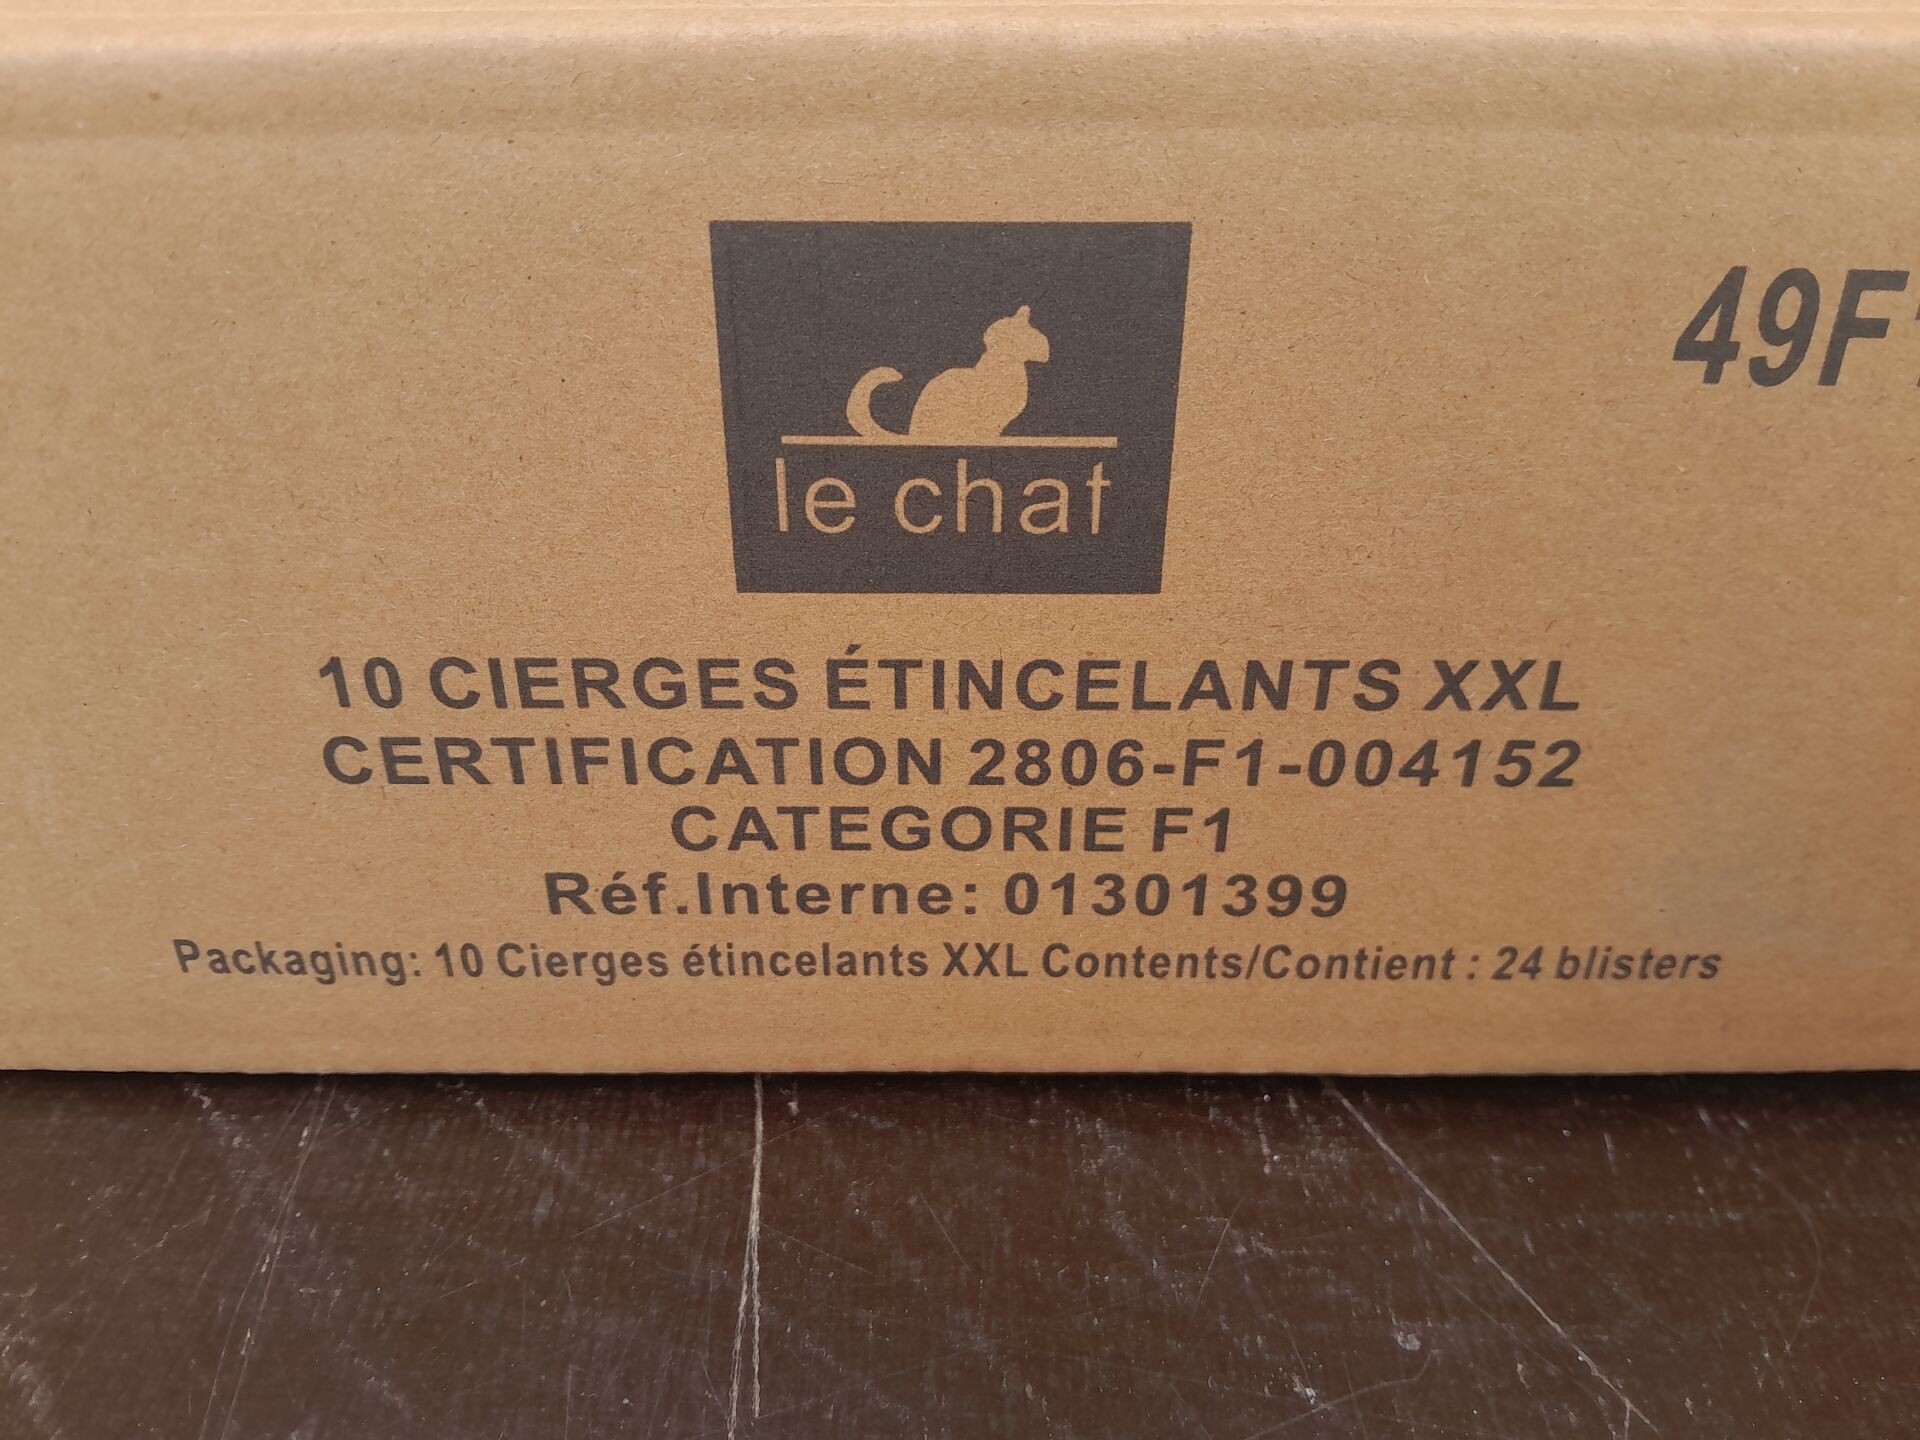 le chat
49F
10 CIERGES ÉTINCELANTS XXL
CERTIFICATION 2806-F1-004152
CATEGORIE F1
Réf.Interne: 01301399
Packaging: 10 Cierges étincelants XXL Contents/Contient : 24 blisters